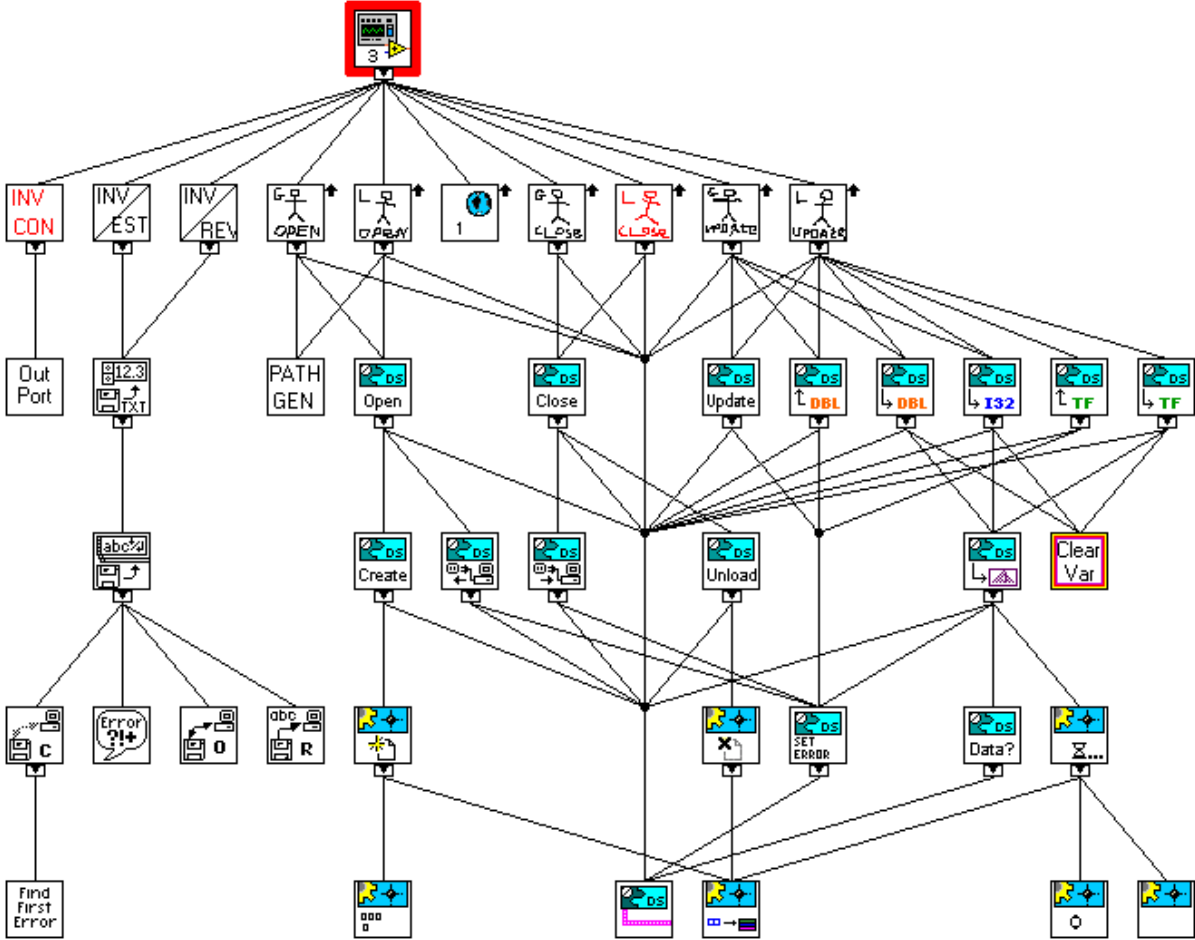 3
INV
CON
INV
EST
INV
REV
G
OPEN
L
OPEN
1
G
CLOSE
L
CLOSE
G
UPDATE
L
UPDATE
Out
Port
12.3
TXT
PATH
GEN
DS
Open
DS
Close
DS
Update
DS
DBL
DS
DBL
DS
I32
DS
TF
DS
TF
abc
DS
Create
DS
DS
DS
Unload
DS
Clear
Var
C
Error
?!+
O
abc
R
DS
SET
ERROR
DS
Data?
Find
First
Error
DS